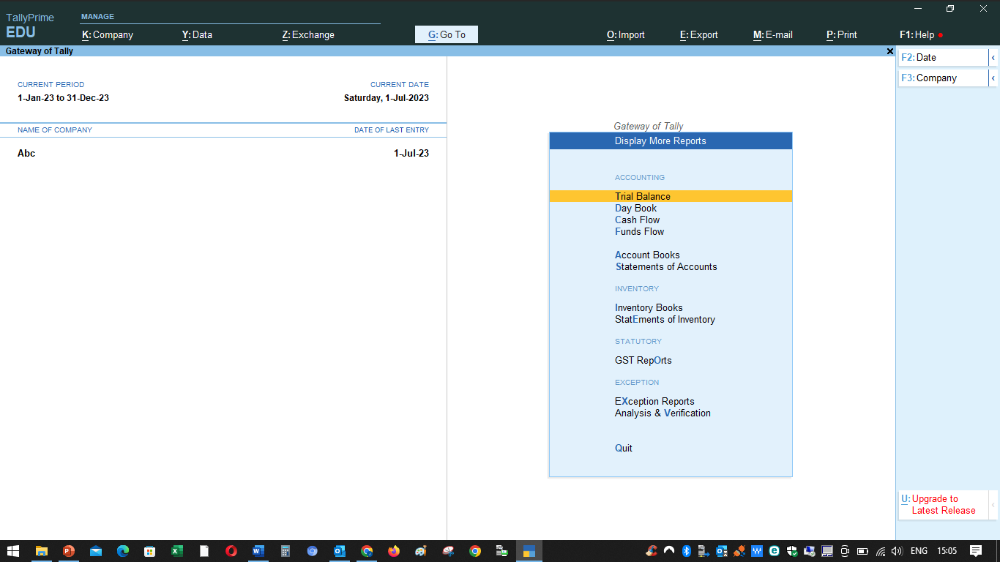 TallyPrime
EDU
MANAGE
K: Company
Y: Data
Z: Exchange
G: Go To
O: Import
E: Export
M: E-mail
P: Print
F1: Help
Gateway of Tally
CURRENT PERIOD
CURRENT DATE
1-Jan-23 to 31-Dec-23
Saturday, 1-Jul-2023
NAME OF COMPANY
DATE OF LAST ENTRY
Abc
1-Jul-23
Gateway of Tally
Display More Reports
ACCOUNTING
Trial Balance
Day Book
Cash Flow
Funds Flow
Account Books
Statements of Accounts
INVENTORY
Inventory Books
StatEments of Inventory
STATUTORY
GST RepOrts
EXCEPTION
EXception Reports
Analysis & Verification
Quit
F2: Date
F3: Company
U: Upgrade to
Latest Release
ENG
15:05